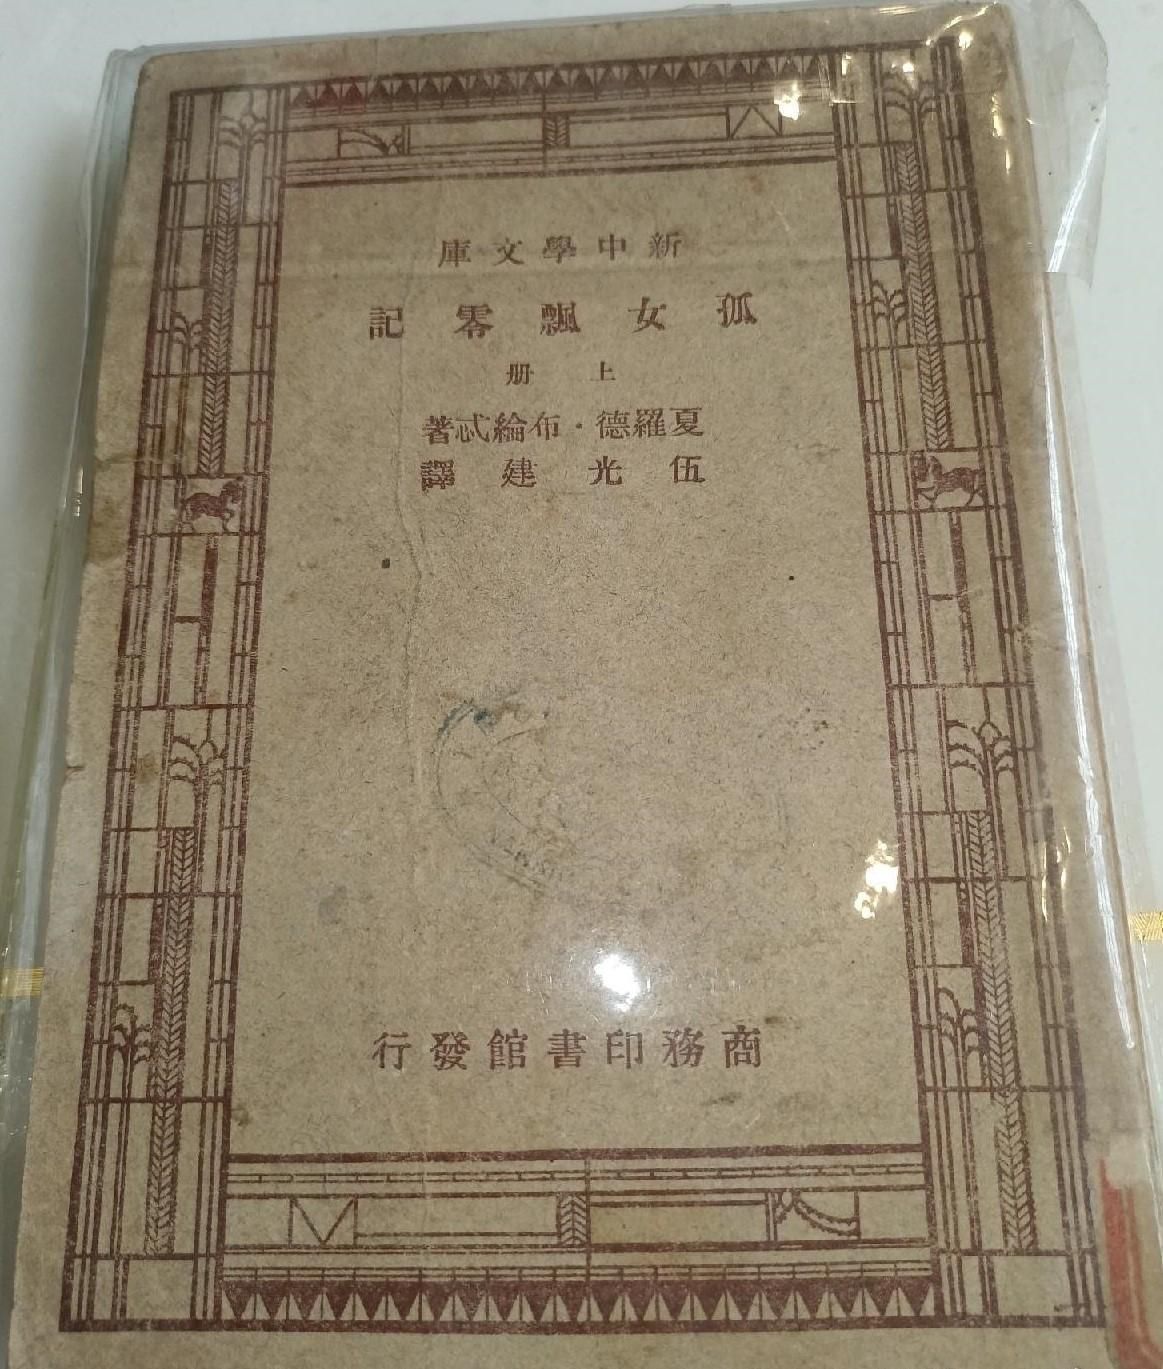 新中學文庫
孤女飄零記
上册
夏羅德·布綸忒著
伍光建譯
商務印書館發行